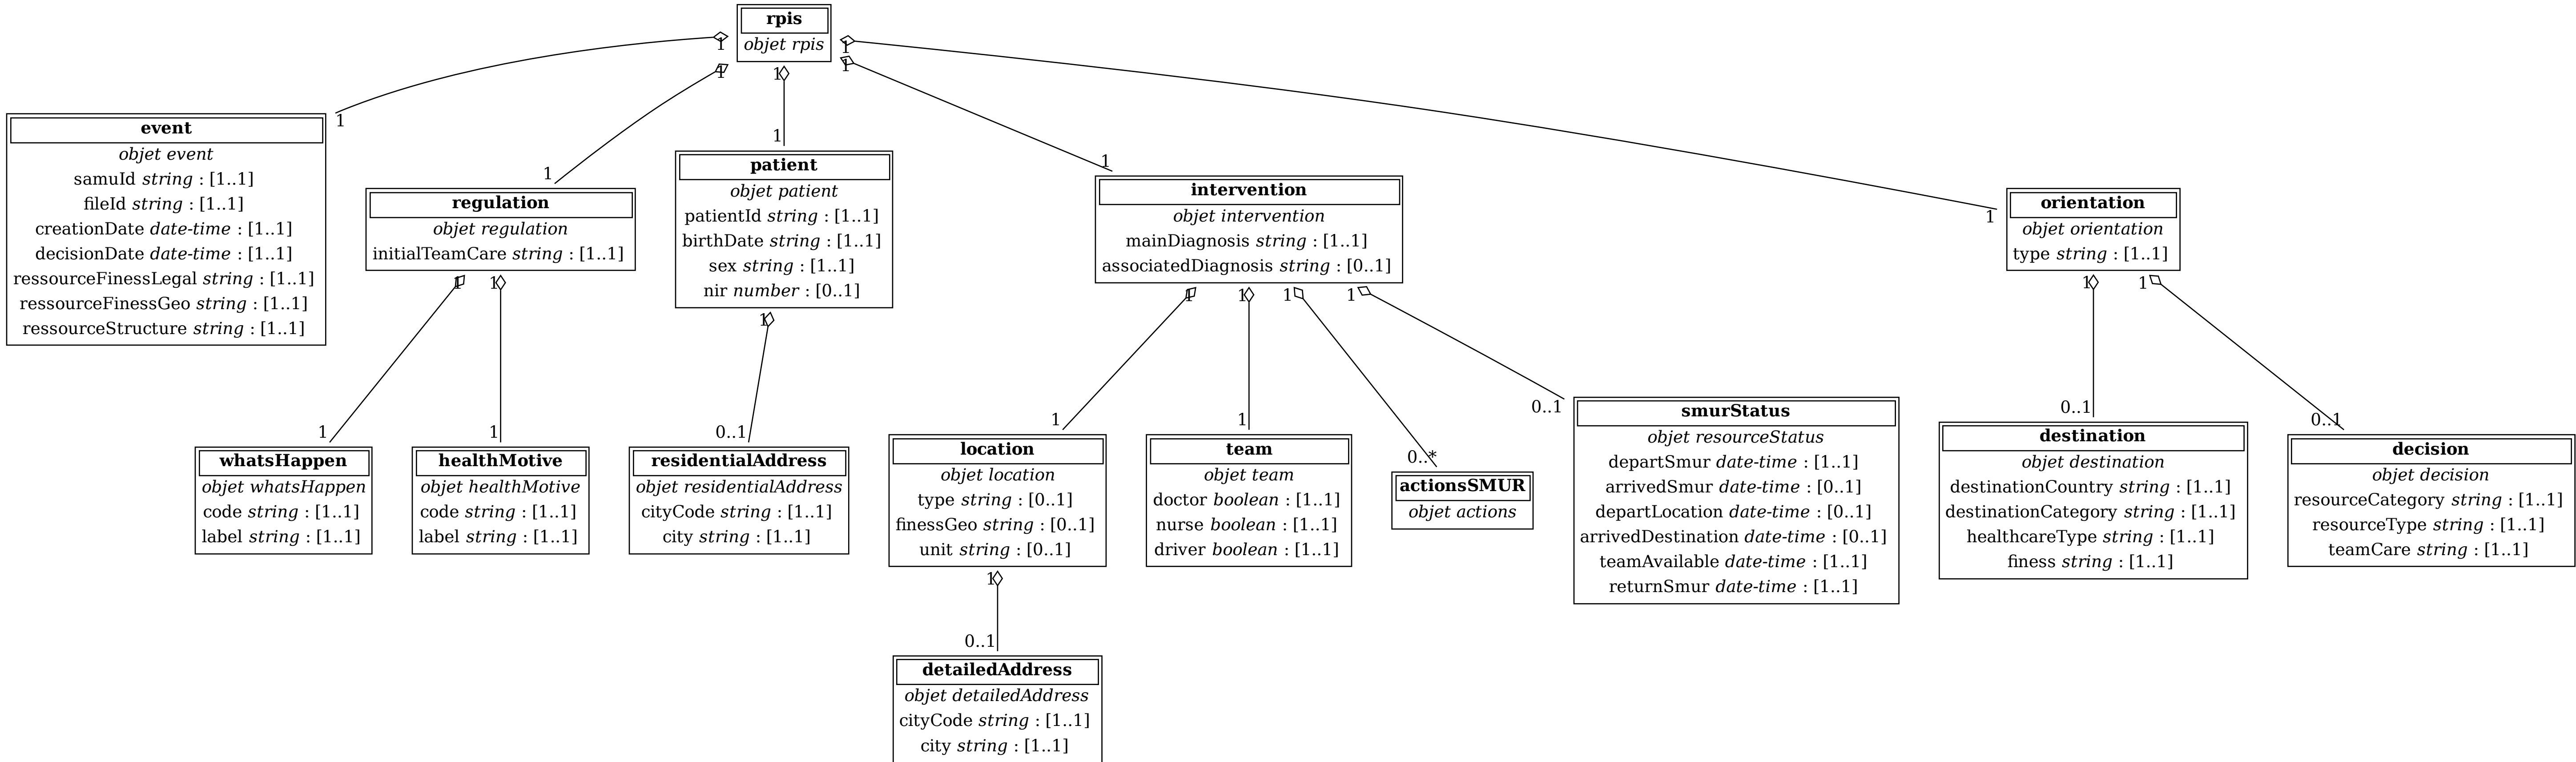 rpis
objet rpis
1
1
1
1
1
1
1
1
1
1
event
objet event
samuId string : [1..1]
fileId string : [1..1]
creationDate date-time : [1..1]
decisionDate date-time : [1..1]
ressourceFinessLegal string : [1..1]
ressourceFinessGeo string : [1..1]
ressourceStructure string : [1..1]
regulation
objet regulation
initialTeamCare string : [1..1]
1
1
patient
objet patient
patientId string : [1..1]
birthDate string : [1..1]
sex string : [1..1]
nir number : [0..1]
1
intervention
objet intervention
mainDiagnosis string : [1..1]
associatedDiagnosis string : [0..1]
1
1
1
1
orientation
objet orientation
type string : [1..1]
1
1
1
whatsHappen
objet whatsHappen
code string : [1..1]
label string : [1..1]
1
healthMotive
objet healthMotive
code string : [1..1]
label string : [1..1]
0..1
residentialAddress
objet residentialAddress
cityCode string : [1..1]
city string : [1..1]
1
location
objet location
type string : [0..1]
finessGeo string : [0..1]
unit string : [0..1]
1
1
team
objet team
doctor boolean : [1..1]
nurse boolean : [1..1]
driver boolean : [1..1]
0..*
actionsSMUR
objet actions
0..1
smurStatus
objet resourceStatus
departSmur date-time : [1..1]
arrivedSmur date-time : [0..1]
departLocation date-time : [0..1]
arrivedDestination date-time : [0..1]
teamAvailable date-time : [1..1]
returnSmur date-time : [1..1]
0..1
destination
objet destination
destinationCountry string : [1..1]
destinationCategory string : [1..1]
healthcareType string : [1..1]
finess string : [1..1]
0..1
decision
objet decision
resourceCategory string : [1..1]
resourceType string : [1..1]
teamCare string : [1..1]
0..1
detailedAddress
objet detailedAddress
cityCode string : [1..1]
city string : [1..1]